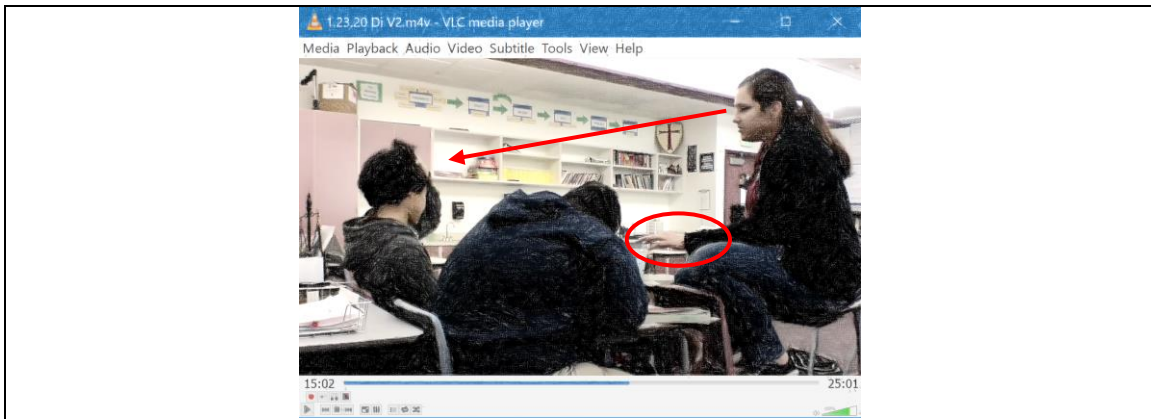 1.23,20 Di V2.m4v - VLC media player
Media Playback Audio Video Subtitle Tools View Help
15:02 25:01